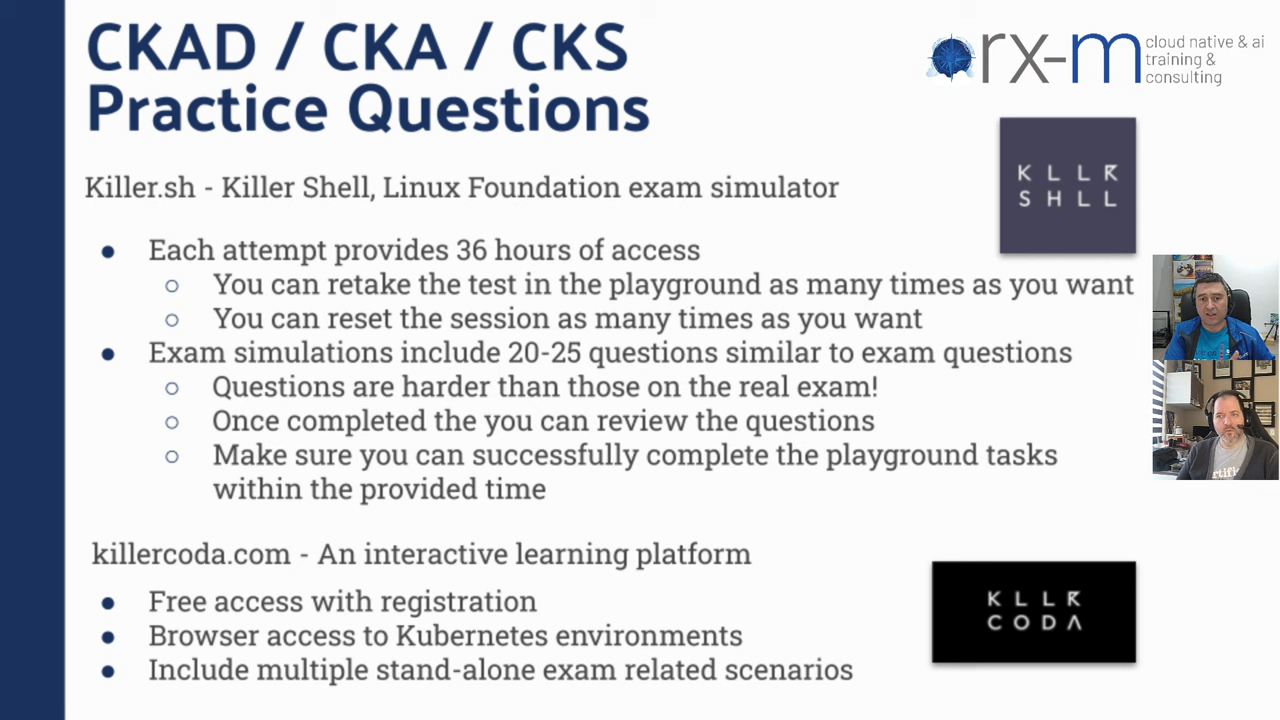 CKAD / CKA / CKS
Practice Questions
rx-m
cloud native & ai
training &
consulting
KLLR
SHLL
Killer.sh - Killer Shell, Linux Foundation exam simulator
● Each attempt provides 36 hours of access
○ You can retake the test in the playground as many times as you want
○ You can reset the session as many times as you want
● Exam simulations include 20-25 questions similar to exam questions
○ Questions are harder than those on the real exam!
○ Once completed the you can review the questions
○ Make sure you can successfully complete the playground tasks
within the provided time
killercoda.com - An interactive learning platform
● Free access with registration
● Browser access to Kubernetes environments
● Include multiple stand-alone exam related scenarios
KLLR
CODA